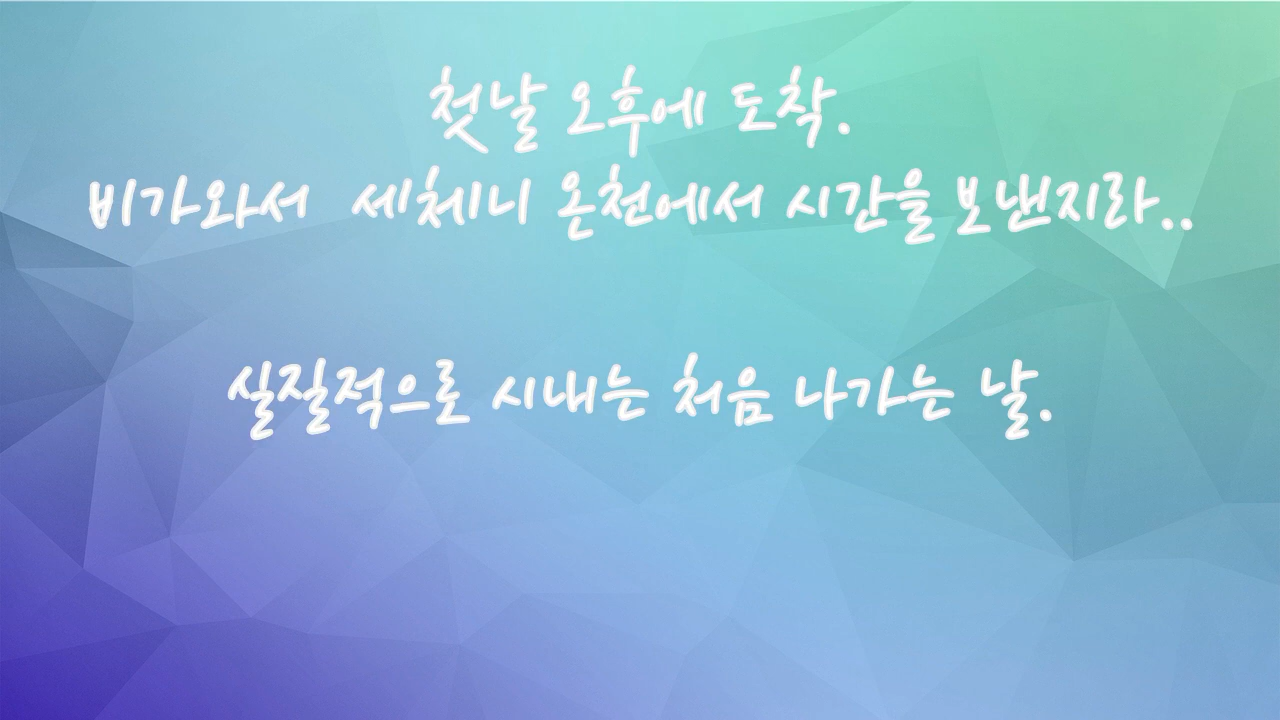 첫날 오후에 도착.
비가와서 세체니 온천에서 시간을 보낸지라..
실질적으로 시내는 처음 나가는 날.